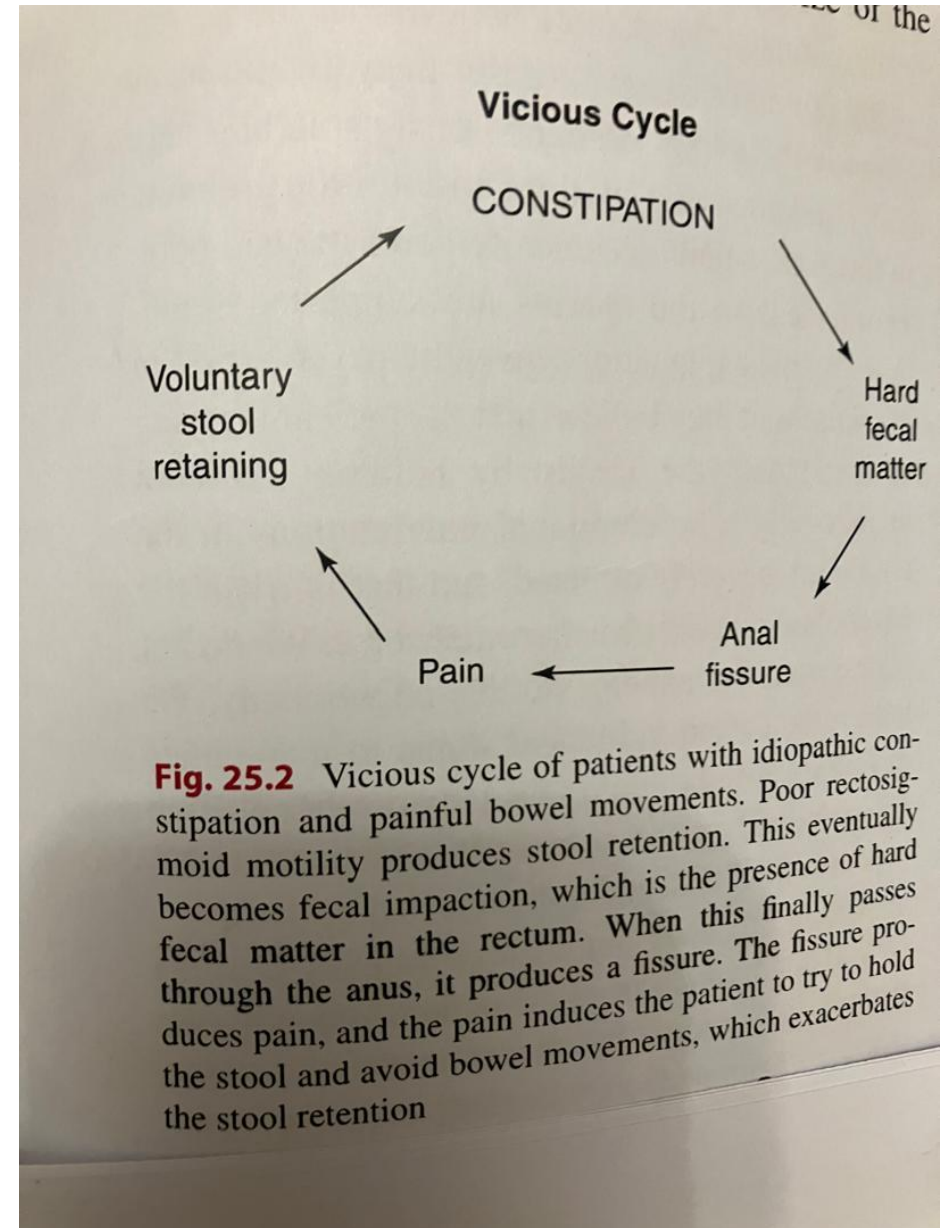 of the
Vicious Cycle
CONSTIPATION
Hard
fecal
matter
Anal
fissure
Pain
Voluntary
stool
retaining
Fig. 25.2 Vicious cycle of patients with idiopathic con-
stipation and painful bowel movements. Poor rectosig-
moid motility produces stool retention. This eventually
becomes fecal impaction, which is the presence of hard
fecal matter in the rectum. When this finally passes
through the anus, it produces a fissure. The fissure pro-
duces pain, and the pain induces the patient to try to hold
the stool and avoid bowel movements, which exacerbates
the stool retention